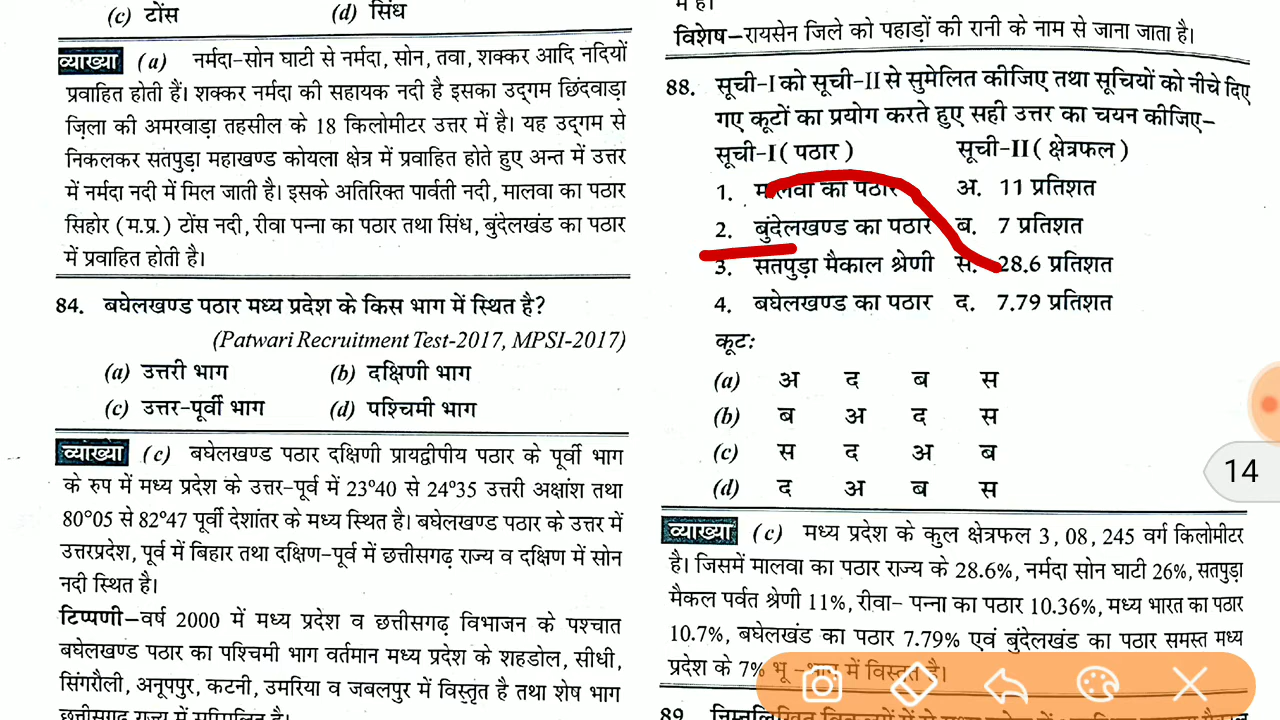 (c) टोंस (d) सिंध
व्याख्या (a) नर्मदा-सोन घाटी से नर्मदा, सोन, तवा, शक्कर आदि नदियाँ
प्रवाहित होती हैं। शक्कर नर्मदा की सहायक नदी है इसका उद्गम छिंदवाड़ा
ज़िला की अमरवाड़ा तहसील के 18 किलोमीटर उत्तर में है। यह उद्गम से
निकलकर सतपुड़ा महाखण्ड कोयला क्षेत्र में प्रवाहित होते हुए अन्त में उत्तर
में नर्मदा नदी में मिल जाती है। इसके अतिरिक्त पार्वती नदी, मालवा का पठार
सिहोर (म.प्र.) टोंस नदी, रीवा पन्ना का पठार तथा सिंध, बुंदेलखंड का पठार
में प्रवाहित होती है।
84. बघेलखण्ड पठार मध्य प्रदेश के किस भाग में स्थित है?
(Patwari Recruitment Test-2017, MPSI-2017)
(a) उत्तरी भाग (b) दक्षिणी भाग
(c) उत्तर-पूर्वी भाग (d) पश्चिमी भाग
व्याख्या (c) बघेलखण्ड पठार दक्षिणी प्रायद्वीपीय पठार के पूर्वी भाग
के रुप में मध्य प्रदेश के उत्तर-पूर्व में 23°40 से 24°35 उत्तरी अक्षांश तथा
80°05 से 82°47 पूर्वी देशांतर के मध्य स्थित है। बघेलखण्ड पठार के उत्तर में
उत्तरप्रदेश, पूर्व में बिहार तथा दक्षिण-पूर्व में छत्तीसगढ़ राज्य व दक्षिण में सोन
नदी स्थित है।
टिप्पणी-वर्ष 2000 में मध्य प्रदेश व छत्तीसगढ़ विभाजन के पश्चात
बघेलखण्ड पठार का पश्चिमी भाग वर्तमान मध्य प्रदेश के शहडोल, सीधी,
सिंगरौली, अनूपपुर, कटनी, उमरिया व जबलपुर में विस्तृत है तथा शेष भाग
छत्तीसगढ़ राज्य में सम्मिलित है।
में है।
विशेष-रायसेन जिले को पहाड़ों की रानी के नाम से जाना जाता है।
88. सूची-I को सूची-II से सुमेलित कीजिए तथा सूचियों को नीचे दिए
गए कूटों का प्रयोग करते हुए सही उत्तर का चयन कीजिए-
सूची-I ( पठार ) सूची-II ( क्षेत्रफल )
1. मालवा का पठार अ. 11 प्रतिशत
2. बुंदेलखण्ड का पठार ब. 7 प्रतिशत
3. सतपुड़ा मैकाल श्रेणी स. 28.6 प्रतिशत
4. बघेलखण्ड का पठार द. 7.79 प्रतिशत
कूटः
(a) अ द ब स
(b) ब अ द स
(c) स द अ ब
(d) द अ ब स
व्याख्या (c) मध्य प्रदेश के कुल क्षेत्रफल 3, 08, 245 वर्ग किलोमीटर
है। जिसमें मालवा का पठार राज्य के 28.6%, नर्मदा सोन घाटी 26%, सतपुड़ा
मैकल पर्वत श्रेणी 11%, रीवा- पन्ना का पठार 10.36%, मध्य भारत का पठार
10.7%, बघेलखंड का पठार 7.79% एवं बुंदेलखंड का पठार समस्त मध्य
प्रदेश के 7% भू -भाग में विस्तृत है।
89. निम्नलिखित
14